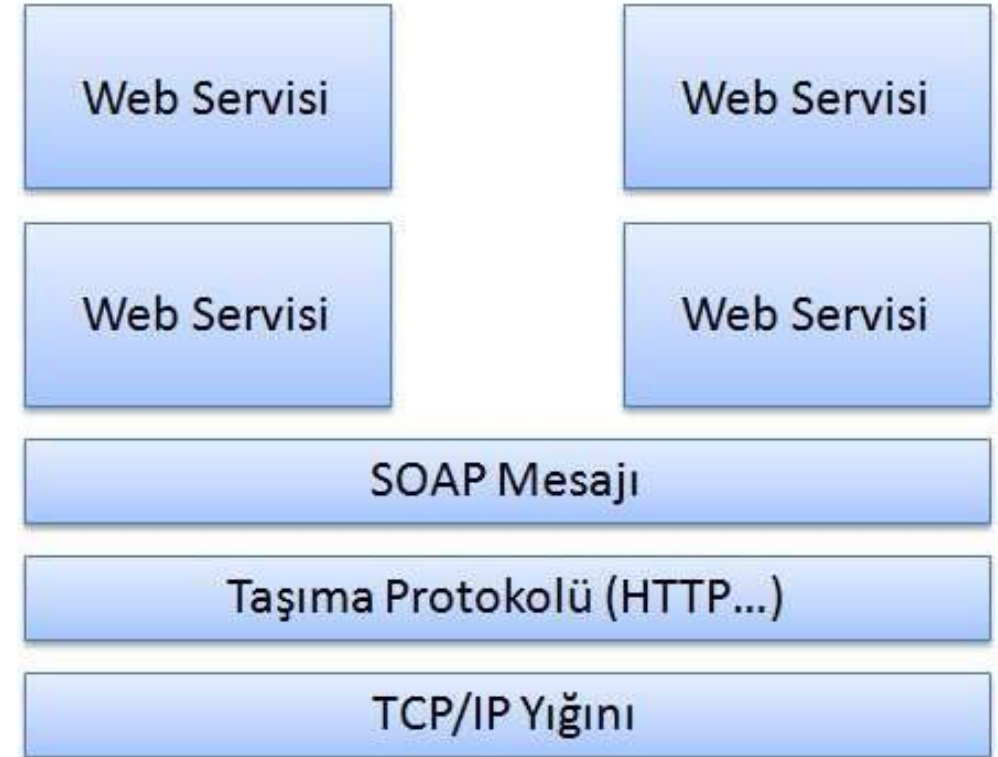 Web Servisi
Web Servisi
Web Servisi
Web Servisi
SOAP Mesajı
Taşıma Protokolü (HTTP...)
TCP/IP Yığını